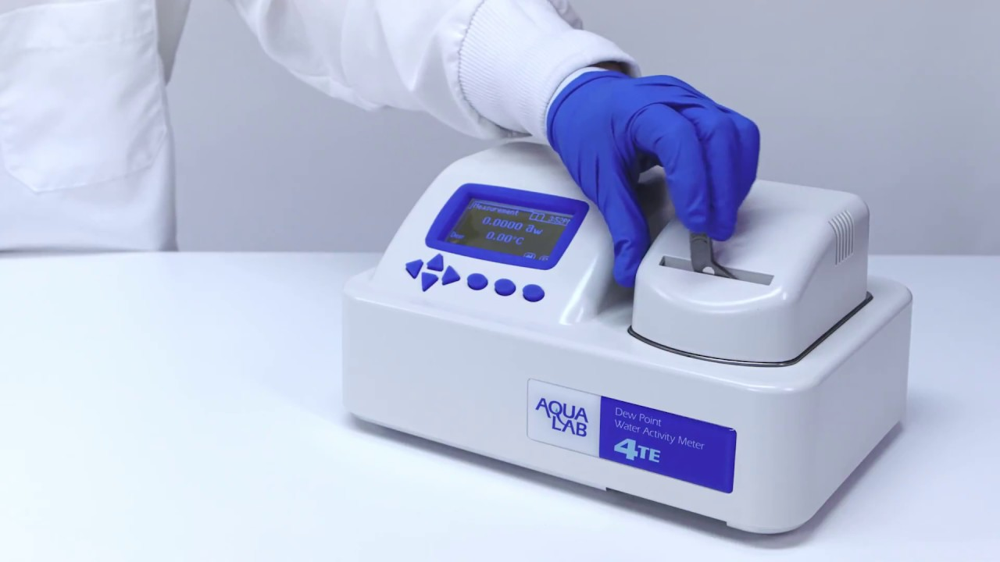 Measurement
0.0000 aw
0.00°C
AQUA
LAB
Dew Point
Water Activity Meter
4TE